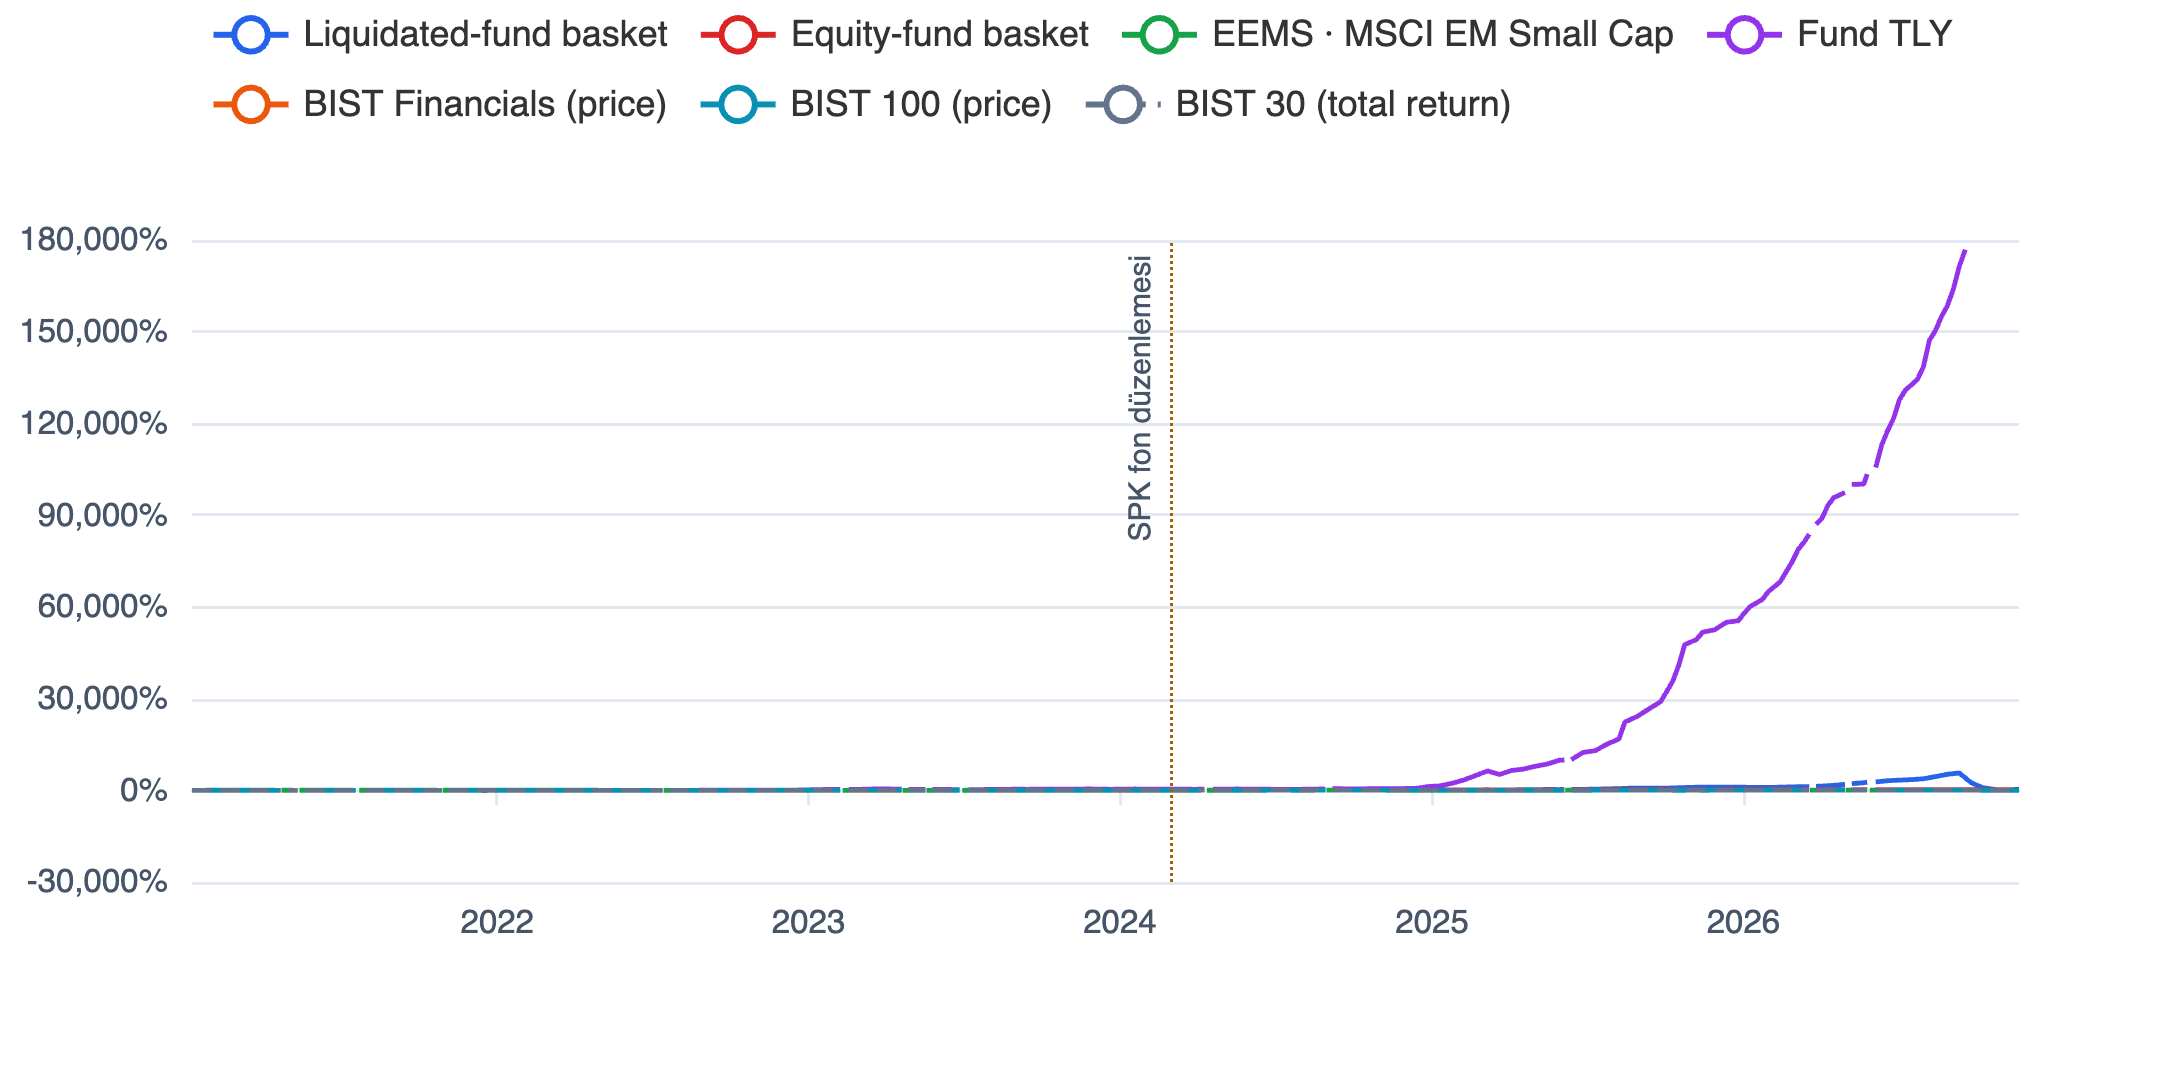 Liquidated-fund basket Equity-fund basket EEMS · MSCI EM Small Cap Fund TLY
BIST Financials (price) BIST 100 (price) BIST 30 (total return)
180,000%
150,000%
120,000%
90,000%
60,000%
30,000%
0%
-30,000%
SPK fon düzenlemesi
2022 2023 2024 2025 2026